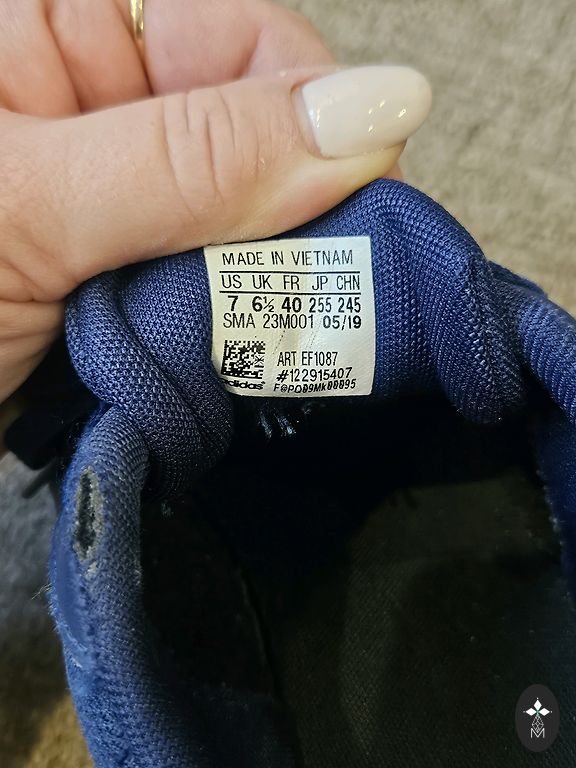 MADE IN VIETNAM
US UK FR JP CHN
7 6½ 40 255 245
SMA 23M001 05/19
ART EF1087
#122915407
adidas
M